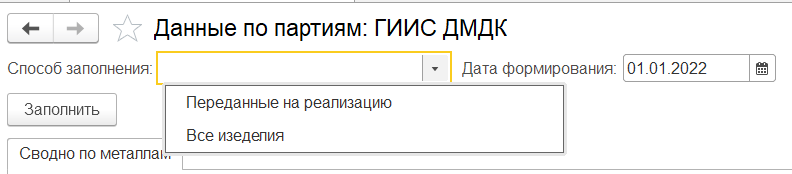 Данные по партиям: ГИИС ДМДК
Способ заполнения:
Дата формирования: 01.01.2022
Заполнить
Переданные на реализацию
Все изеделия
Сводно по металлам